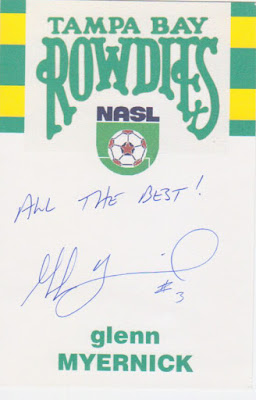 TAMPA BAY
ROWDIES
NASL
ALL THE BEST!
#3
glenn
MYERNICK